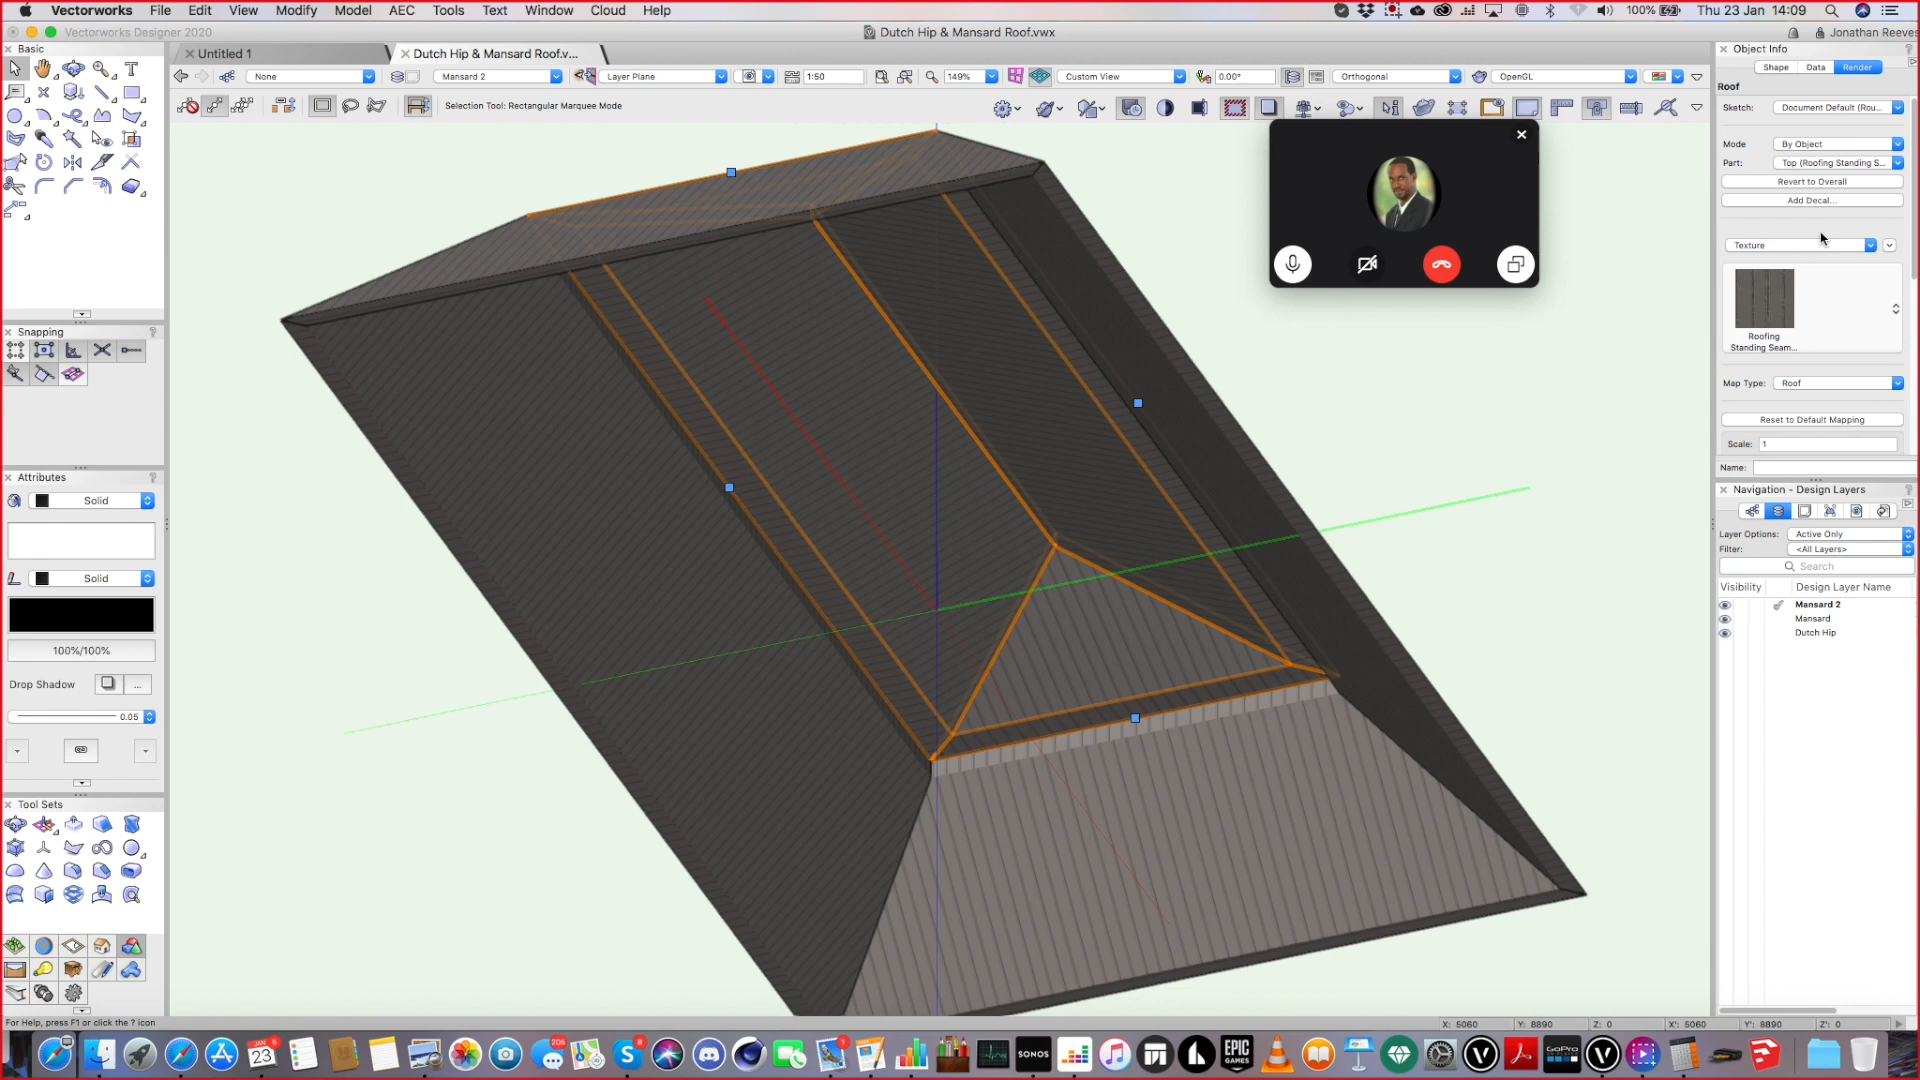 Vectorworks File Edit View Modify Model AEC Tools Text Window Cloud Help 100% Thu 23 Jan 14:09
Vectorworks Designer 2020 Dutch Hip & Mansard Roof.vwx Jonathan Reeves
Basic Untitled 1 Dutch Hip & Mansard Roof.v... Object Info
None Mansard 2 Layer Plane 1:50 149% Custom View 0.00° Orthogonal OpenGL
Shape Data Render
Selection Tool: Rectangular Marquee Mode
Roof
Sketch: Document Default (Rou...
Mode By Object
Part: Top (Roofing Standing S...
Revert to Overall
Add Decal...
Texture
Roofing
Standing Seam...
Map Type: Roof
Reset to Default Mapping
Scale: 1
Name:
Snapping
Attributes
Solid
Solid
100%/100%
Drop Shadow ...
0.05
Tool Sets
Navigation - Design Layers
Layer Options: Active Only
Filter: <All Layers>
Search
Visibility Design Layer Name
Mansard 2
Mansard
Dutch Hip
For Help, press F1 or click the ? icon X: 5060 Y: 8890 Z: 0 X': 5060 Y': 8890 Z': 0
JAN 23 6 206 8 SONOS 1 EPIC GAMES GoPro